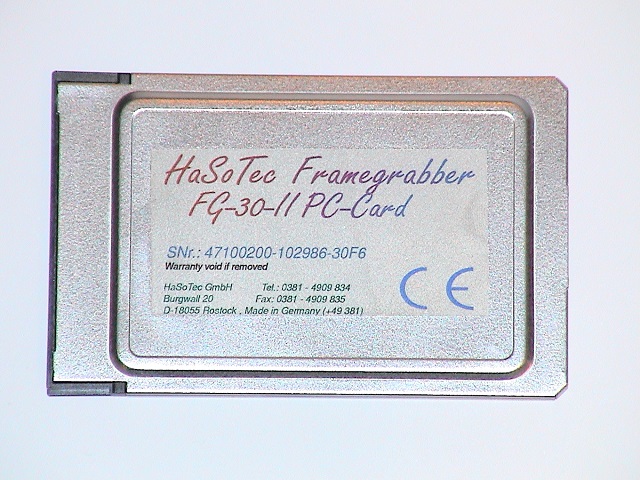 HaSoTec Framegrabber
FG-30-II PC-Card
SNr.: 47100200-102986-30F6
Warranty void if removed
HaSoTec GmbH Tel.: 0381 - 4909 834
Burgwall 20 Fax: 0381 - 4909 835
D-18055 Rostock , Made in Germany (+49 381)
CE